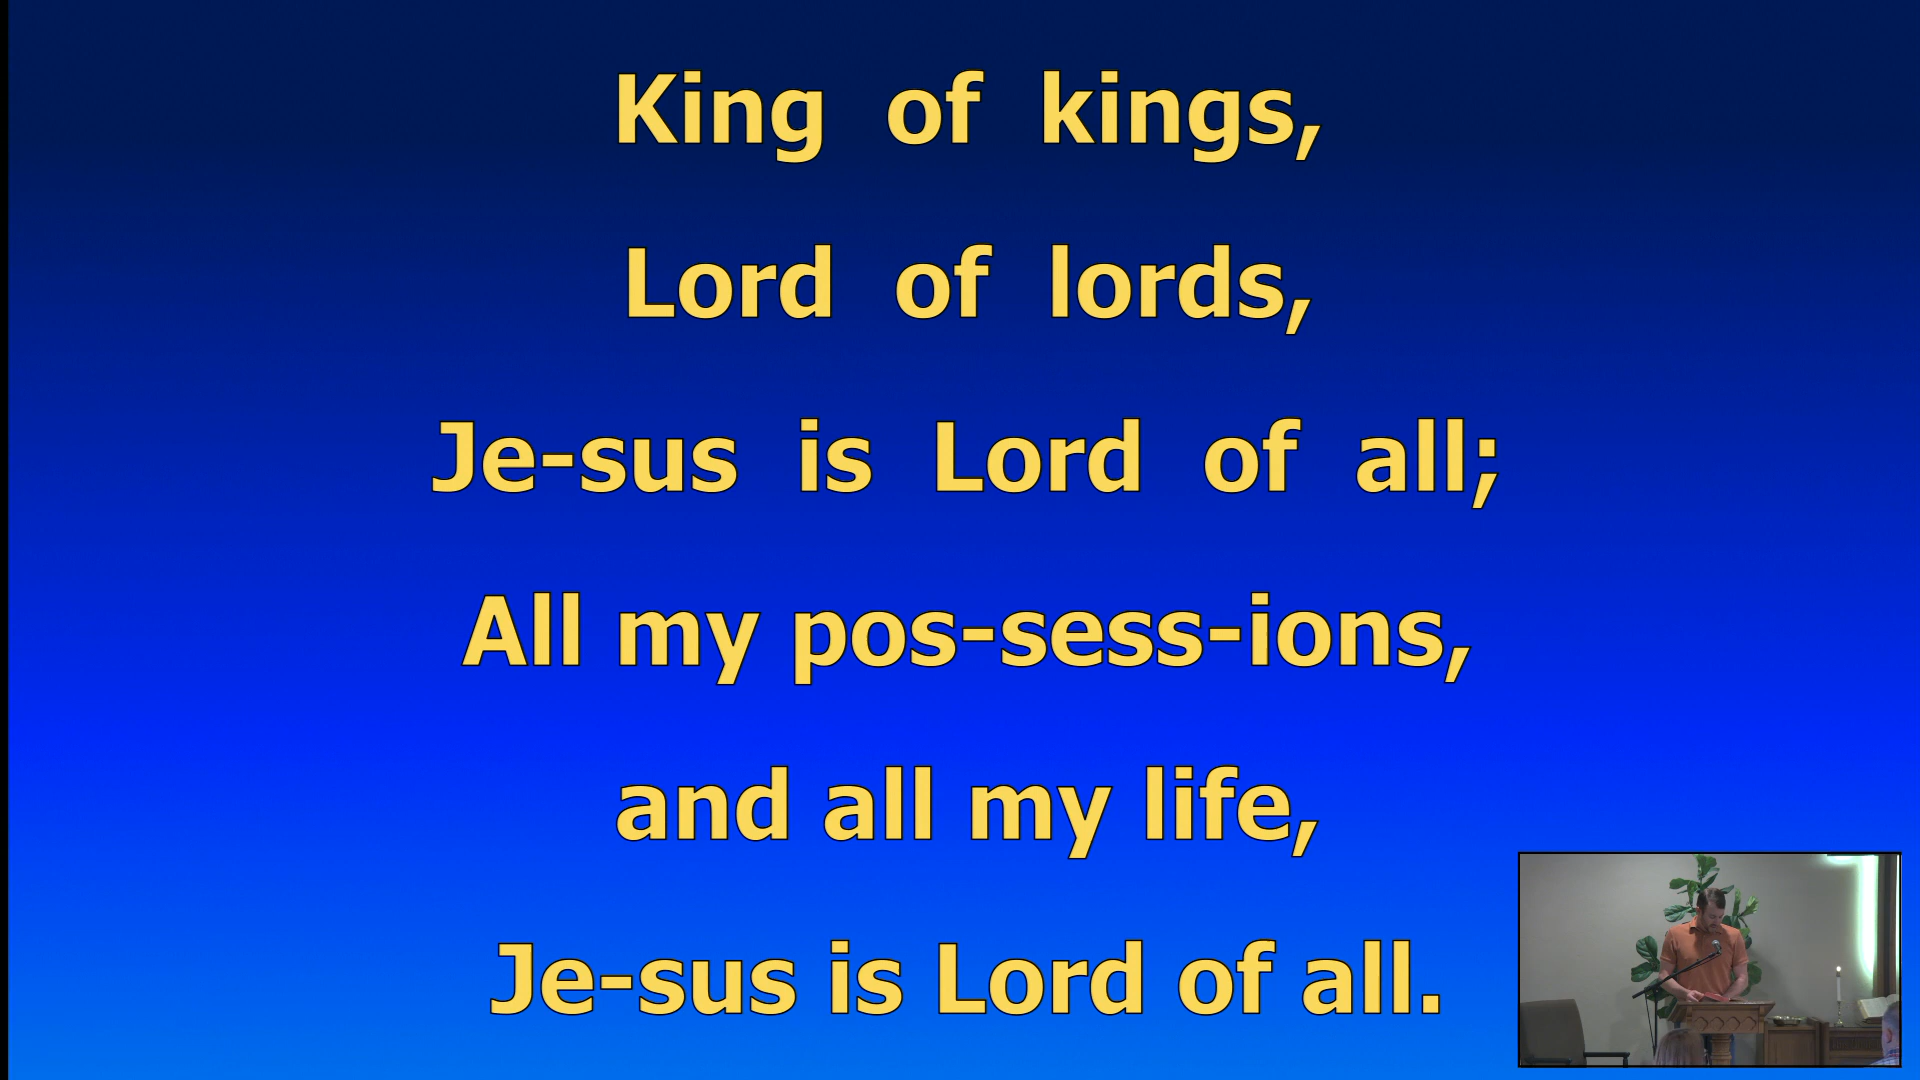 King of kings,
Lord of lords,
Je-sus is Lord of all;
All my pos-sess-ions,
and all my life,
Je-sus is Lord of all.